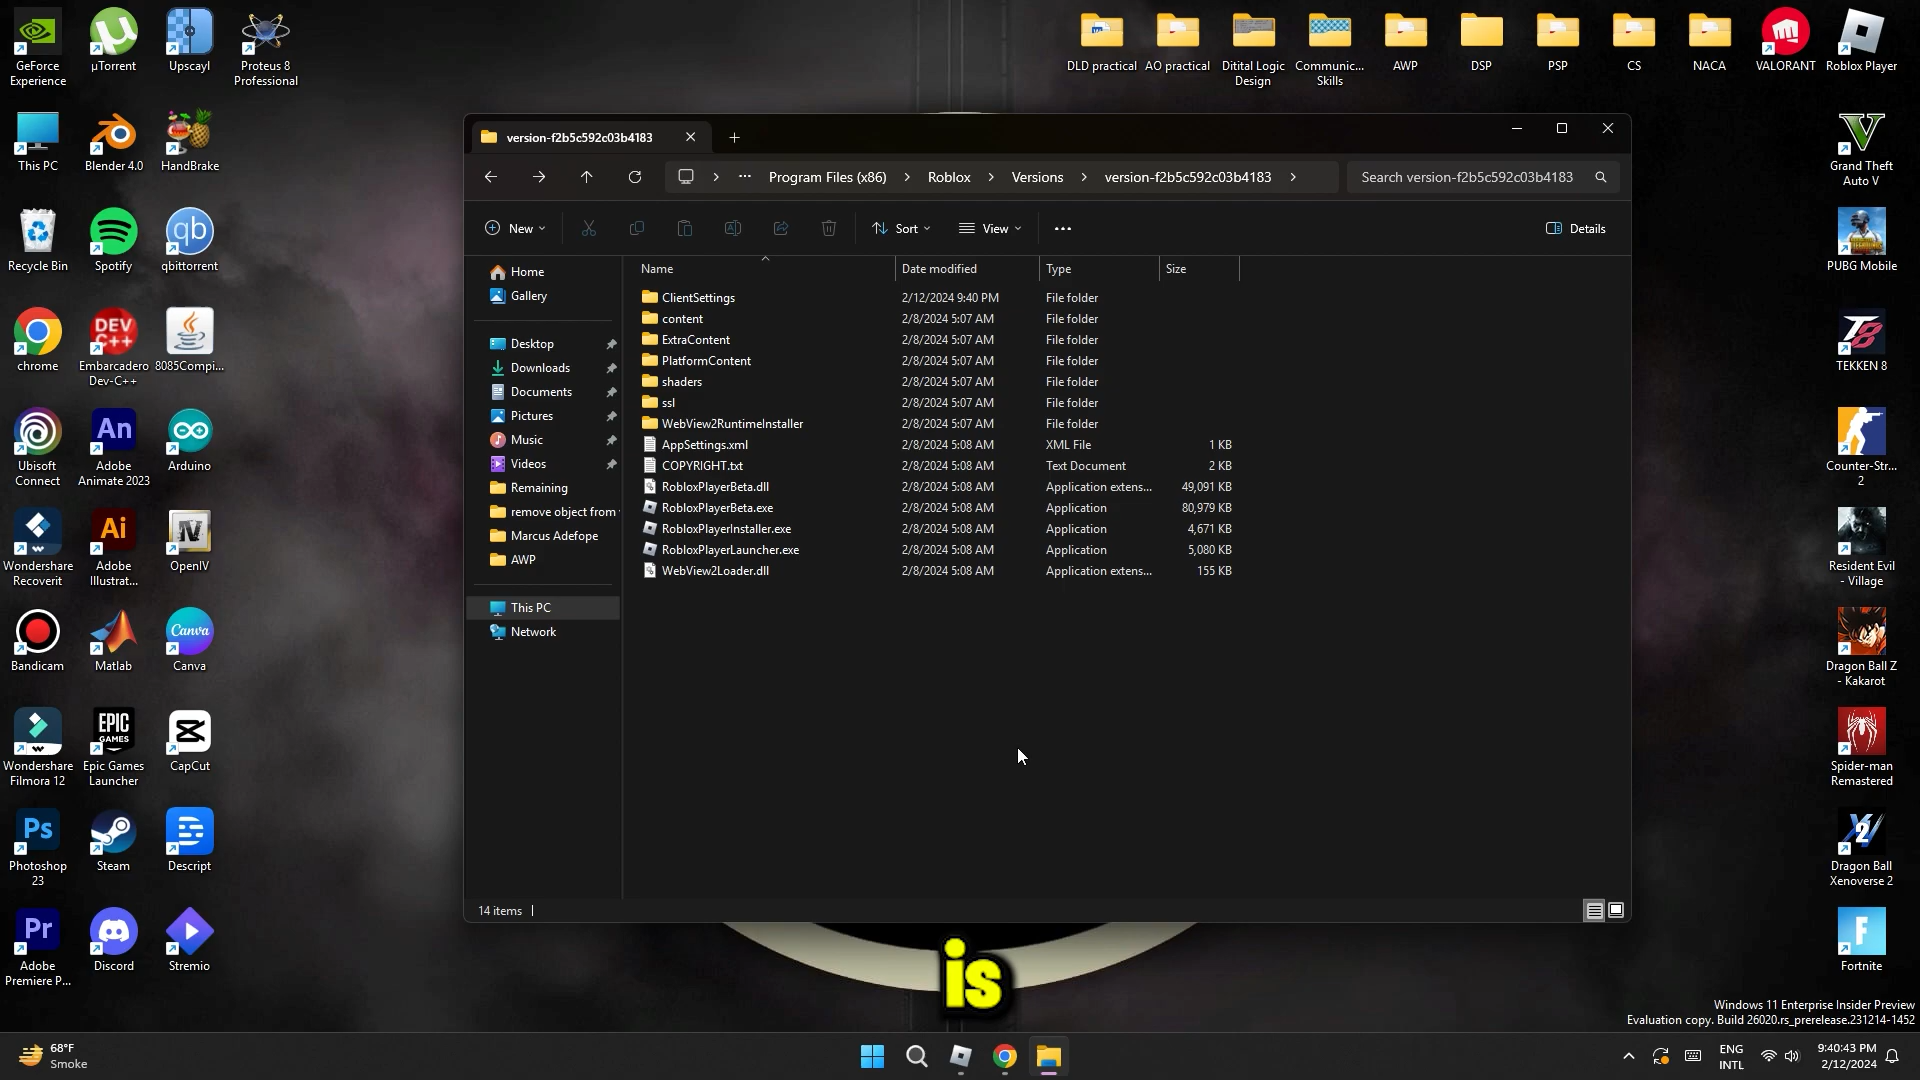 GeForce Experience
µTorrent
Upscayl
Proteus 8 Professional
DLD practical
AO practical
Ditital Logic Design
Communic... Skills
AWP
DSP
PSP
CS
NACA
VALORANT
Roblox Player
This PC
Blender 4.0
HandBrake
Grand Theft Auto V
Recycle Bin
Spotify
qb
qbittorrent
PUBG Mobile
chrome
DEV C++
Embarcadero Dev-C++
8085Compi...
TEKKEN 8
Ubisoft Connect
An
Adobe Animate 2023
Arduino
Counter-Str... 2
Wondershare Recoverit
Ai
Adobe Illustrat...
OpenIV
Resident Evil - Village
Bandicam
Matlab
Canva
Canva
Dragon Ball Z - Kakarot
Wondershare Filmora 12
EPIC GAMES
Epic Games Launcher
CapCut
Spider-man Remastered
Ps
Photoshop 23
Steam
Descript
Dragon Ball Xenoverse 2
Pr
Adobe Premiere P...
Discord
Stremio
Fortnite
version-f2b5c592c03b4183
Program Files (x86) > Roblox > Versions > version-f2b5c592c03b4183 >
Search version-f2b5c592c03b4183
New
Sort
View
Details
Home
Gallery
Desktop
Downloads
Documents
Pictures
Music
Videos
Remaining
remove object from
Marcus Adefope
AWP
This PC
Network
Name Date modified Type Size
ClientSettings 2/12/2024 9:40 PM File folder
content 2/8/2024 5:07 AM File folder
ExtraContent 2/8/2024 5:07 AM File folder
PlatformContent 2/8/2024 5:07 AM File folder
shaders 2/8/2024 5:07 AM File folder
ssl 2/8/2024 5:07 AM File folder
WebView2RuntimeInstaller 2/8/2024 5:07 AM File folder
AppSettings.xml 2/8/2024 5:08 AM XML File 1 KB
COPYRIGHT.txt 2/8/2024 5:08 AM Text Document 2 KB
RobloxPlayerBeta.dll 2/8/2024 5:08 AM Application extens... 49,091 KB
RobloxPlayerBeta.exe 2/8/2024 5:08 AM Application 80,979 KB
RobloxPlayerInstaller.exe 2/8/2024 5:08 AM Application 4,671 KB
RobloxPlayerLauncher.exe 2/8/2024 5:08 AM Application 5,080 KB
WebView2Loader.dll 2/8/2024 5:08 AM Application extens... 155 KB
14 items
is
Windows 11 Enterprise Insider Preview
Evaluation copy. Build 26020.rs_prerelease.231214-1452
68°F
Smoke
ENG
INTL
9:40:43 PM
2/12/2024